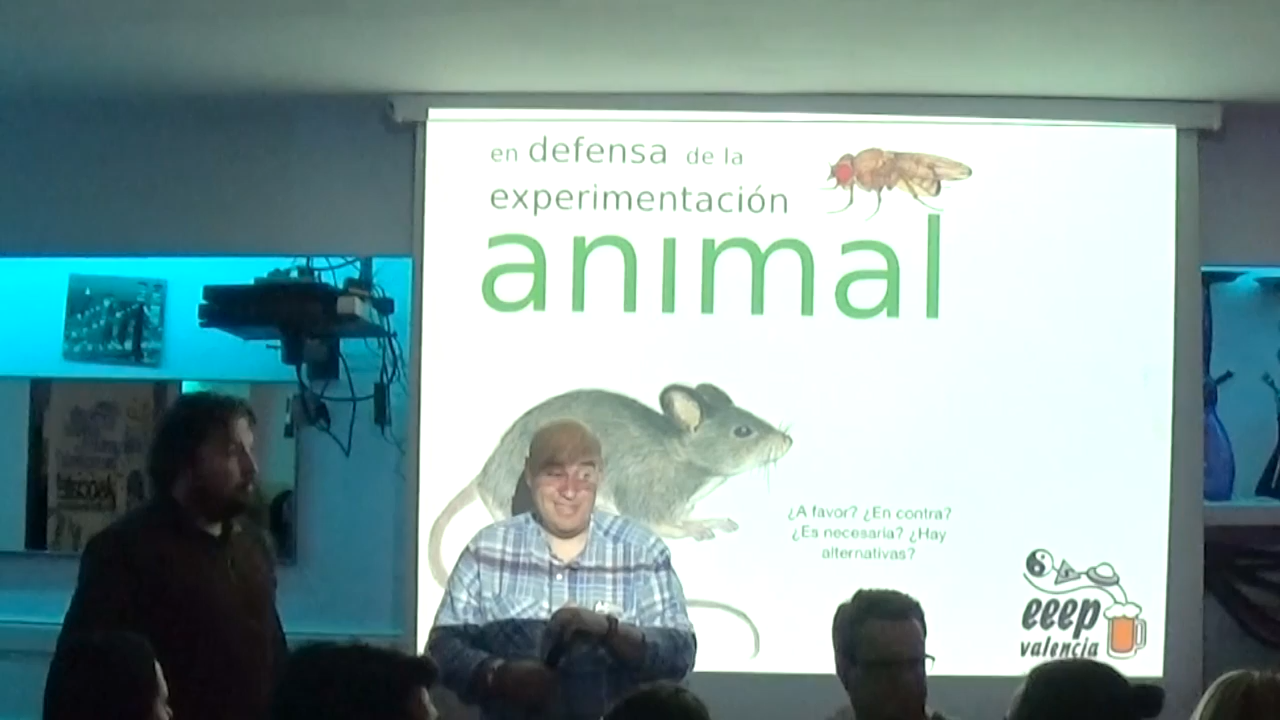 en defensa de la
experimentación
animal
¿A favor? ¿En contra?
¿Es necesaria? ¿Hay
alternativas?
eeep
valencia